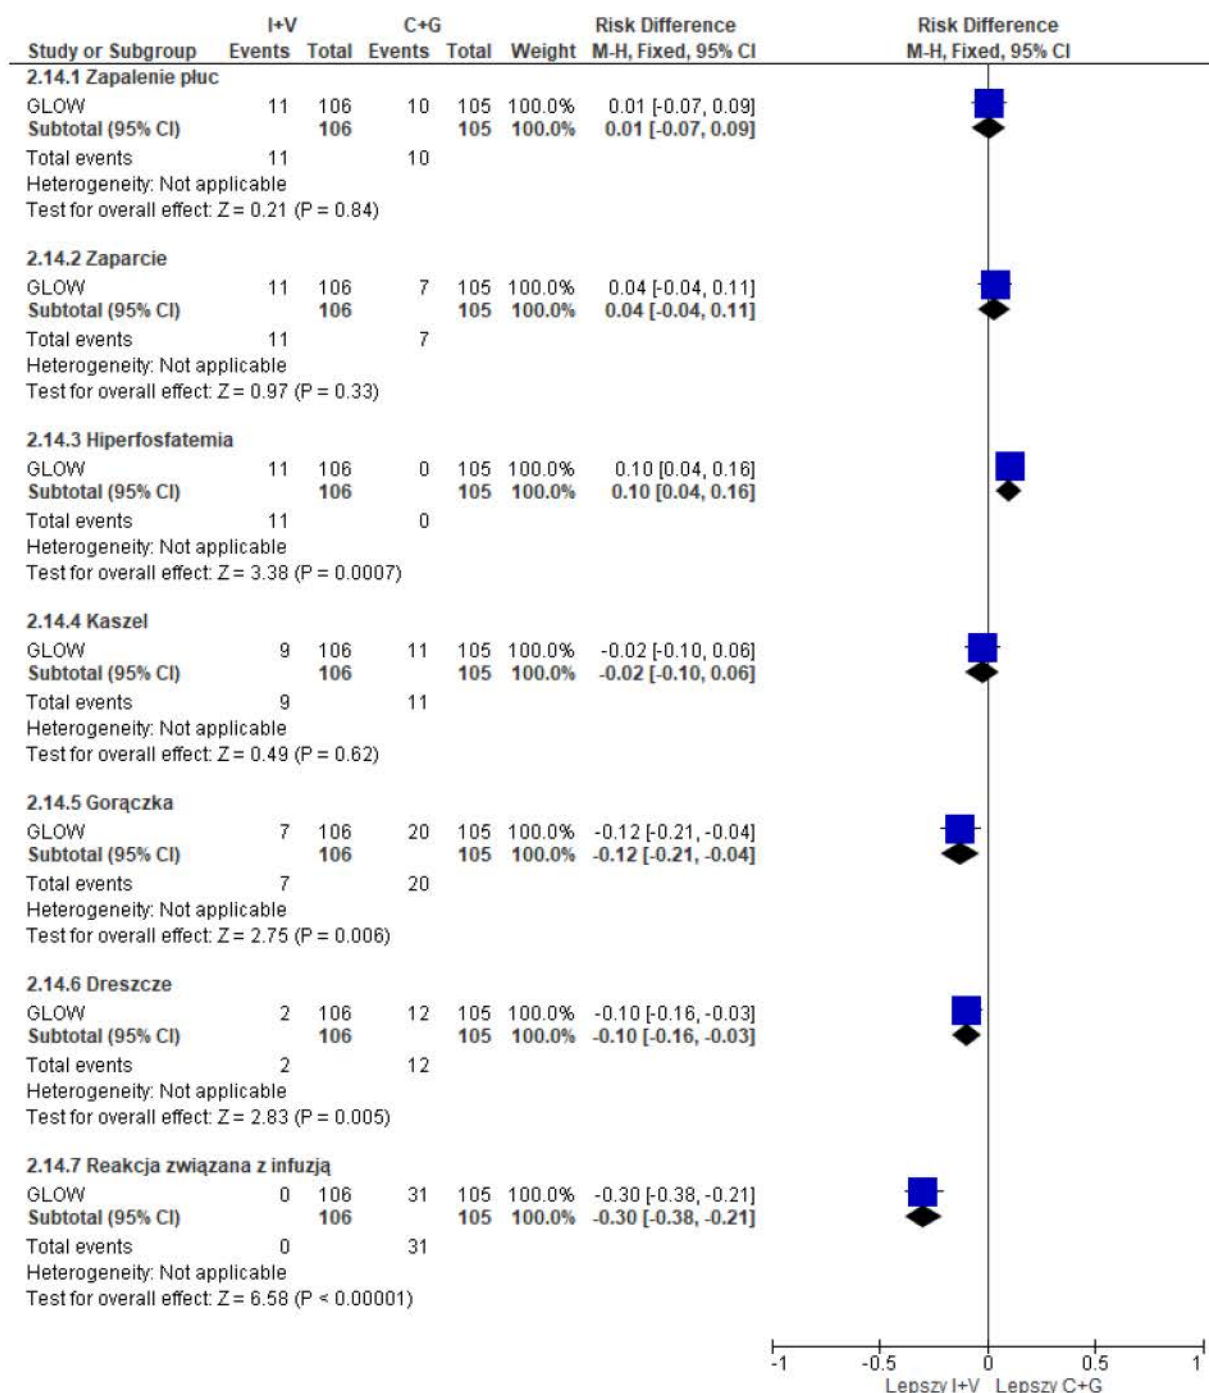 I+V C+G Risk Difference Risk Difference
Study or Subgroup Events Total Events Total Weight M-H, Fixed, 95% CI M-H, Fixed, 95% CI
2.14.1 Zapalenie płuc
GLOW 11 106 10 105 100.0% 0.01 [-0.07, 0.09]
Subtotal (95% CI) 106 105 100.0% 0.01 [-0.07, 0.09]
Total events 11 10
Heterogeneity: Not applicable
Test for overall effect: Z = 0.21 (P = 0.84)
2.14.2 Zaparcie
GLOW 11 106 7 105 100.0% 0.04 [-0.04, 0.11]
Subtotal (95% CI) 106 105 100.0% 0.04 [-0.04, 0.11]
Total events 11 7
Heterogeneity: Not applicable
Test for overall effect: Z = 0.97 (P = 0.33)
2.14.3 Hiperfosfatemia
GLOW 11 106 0 105 100.0% 0.10 [0.04, 0.16]
Subtotal (95% CI) 106 105 100.0% 0.10 [0.04, 0.16]
Total events 11 0
Heterogeneity: Not applicable
Test for overall effect: Z = 3.38 (P = 0.0007)
2.14.4 Kaszel
GLOW 9 106 11 105 100.0% -0.02 [-0.10, 0.06]
Subtotal (95% CI) 106 105 100.0% -0.02 [-0.10, 0.06]
Total events 9 11
Heterogeneity: Not applicable
Test for overall effect: Z = 0.49 (P = 0.62)
2.14.5 Gorączka
GLOW 7 106 20 105 100.0% -0.12 [-0.21, -0.04]
Subtotal (95% CI) 106 105 100.0% -0.12 [-0.21, -0.04]
Total events 7 20
Heterogeneity: Not applicable
Test for overall effect: Z = 2.75 (P = 0.006)
2.14.6 Dreszcze
GLOW 2 106 12 105 100.0% -0.10 [-0.16, -0.03]
Subtotal (95% CI) 106 105 100.0% -0.10 [-0.16, -0.03]
Total events 2 12
Heterogeneity: Not applicable
Test for overall effect: Z = 2.83 (P = 0.005)
2.14.7 Reakcja związana z infuzją
GLOW 0 106 31 105 100.0% -0.30 [-0.38, -0.21]
Subtotal (95% CI) 106 105 100.0% -0.30 [-0.38, -0.21]
Total events 0 31
Heterogeneity: Not applicable
Test for overall effect: Z = 6.58 (P < 0.00001)
-1 -0.5 0 0.5 1
Lepszy I+V Lepszy C+G